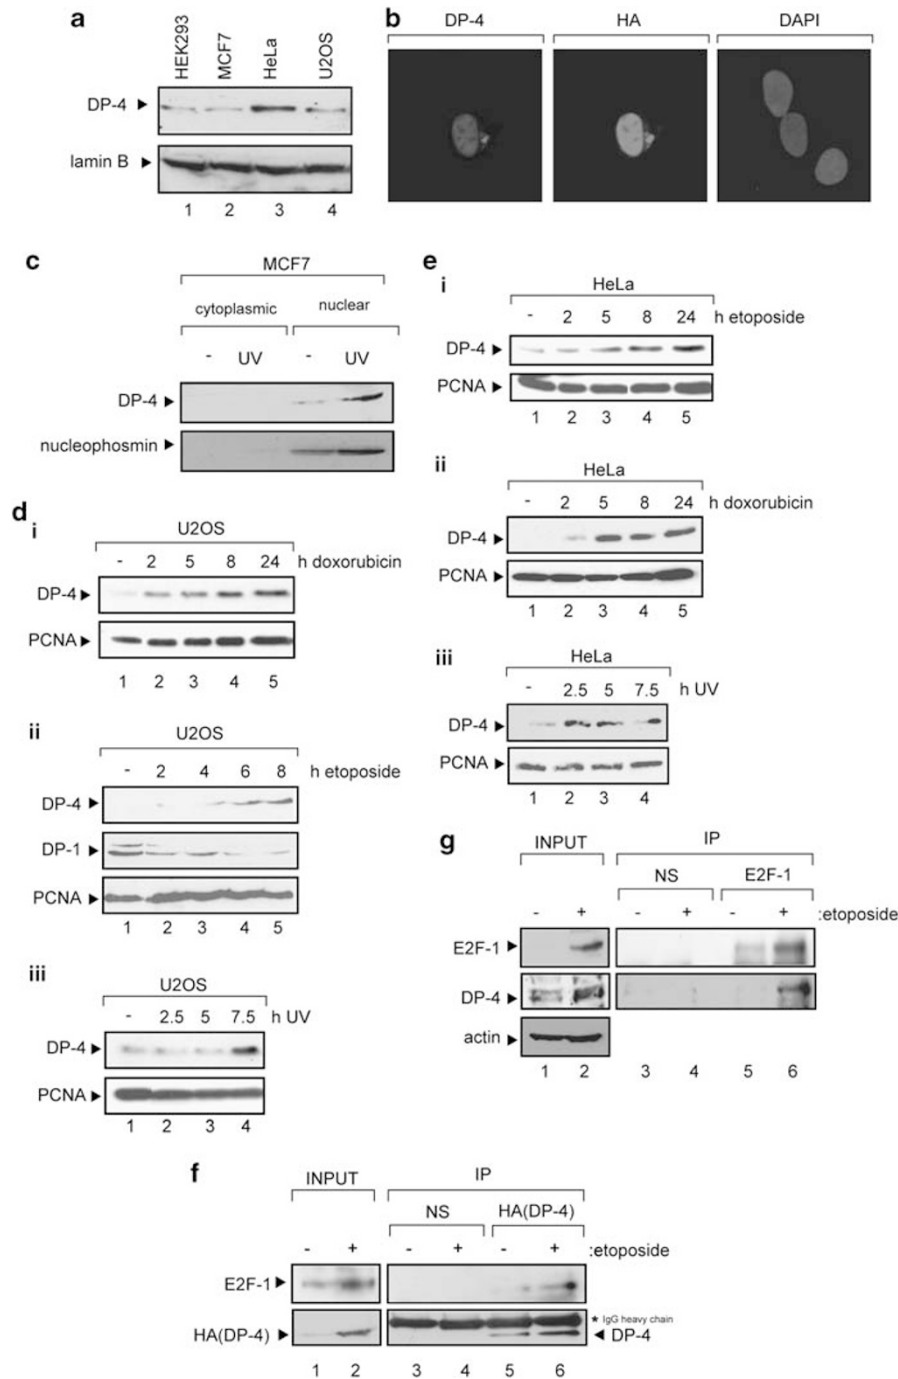 a
HEK293 MCF7 HeLa U2OS
DP-4 ►
lamin B ►
1 2 3 4
b
DP-4 HA DAPI
c
MCF7
cytoplasmic nuclear
- UV - UV
DP-4 ►
nucleophosmin ►
d
i
U2OS
- 2 5 8 24 h doxorubicin
DP-4 ►
PCNA ►
1 2 3 4 5
ii
U2OS
- 2 4 6 8 h etoposide
DP-4 ►
DP-1 ►
PCNA ►
1 2 3 4 5
iii
U2OS
- 2.5 5 7.5 h UV
DP-4 ►
PCNA ►
1 2 3 4
e
i
HeLa
- 2 5 8 24 h etoposide
DP-4 ►
PCNA ►
1 2 3 4 5
ii
HeLa
- 2 5 8 24 h doxorubicin
DP-4 ►
PCNA ►
1 2 3 4 5
iii
HeLa
- 2.5 5 7.5 h UV
DP-4 ►
PCNA ►
1 2 3 4
g
INPUT IP
NS E2F-1
- + - + - + :etoposide
E2F-1 ►
DP-4 ►
actin ►
1 2 3 4 5 6
f
INPUT IP
NS HA(DP-4)
- + - + - + :etoposide
E2F-1 ►
★ IgG heavy chain
HA(DP-4) ► ◄ DP-4
1 2 3 4 5 6